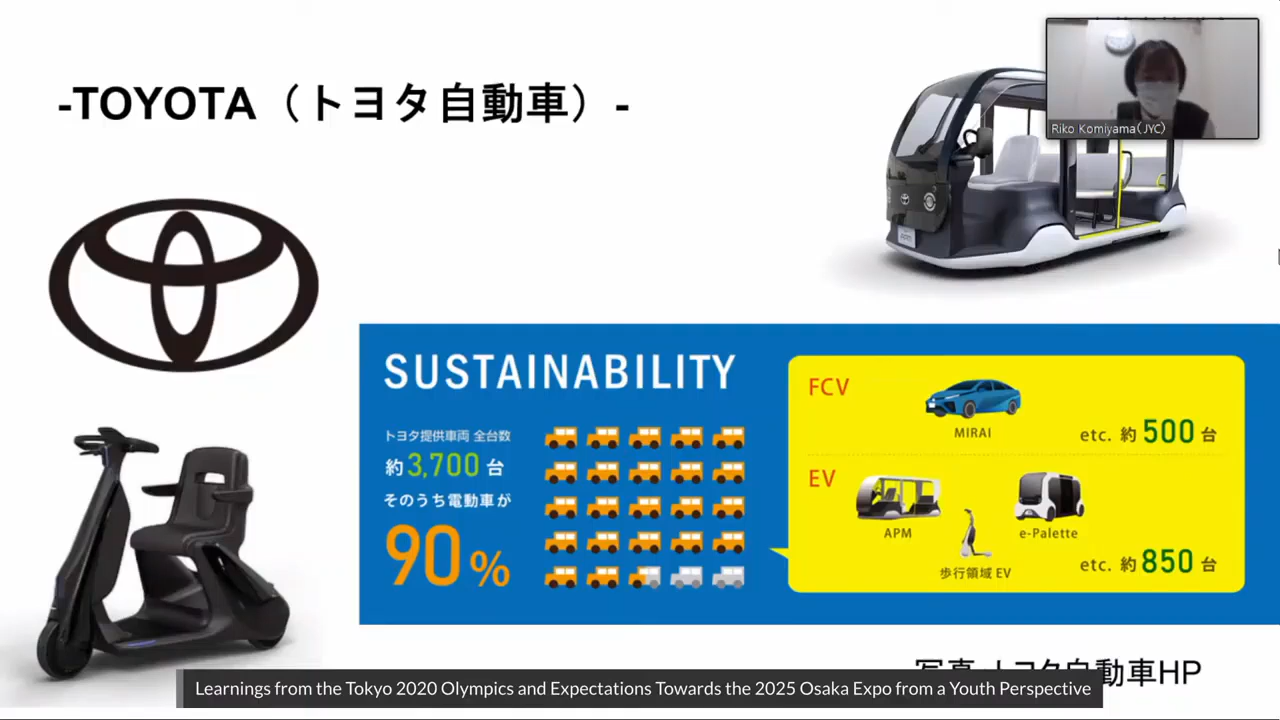 -TOYOTA（トヨタ自動車）-
Riko Komiyama(JYC)
SUSTAINABILITY
トヨタ提供車両 全台数
約3,700台
そのうち電動車が
90%
FCV
MIRAI
etc. 約500台
EV
APM
e-Palette
歩行領域 EV
etc. 約850台
写真:トヨタ自動車HP
Learnings from the Tokyo 2020 Olympics and Expectations Towards the 2025 Osaka Expo from a Youth Perspective